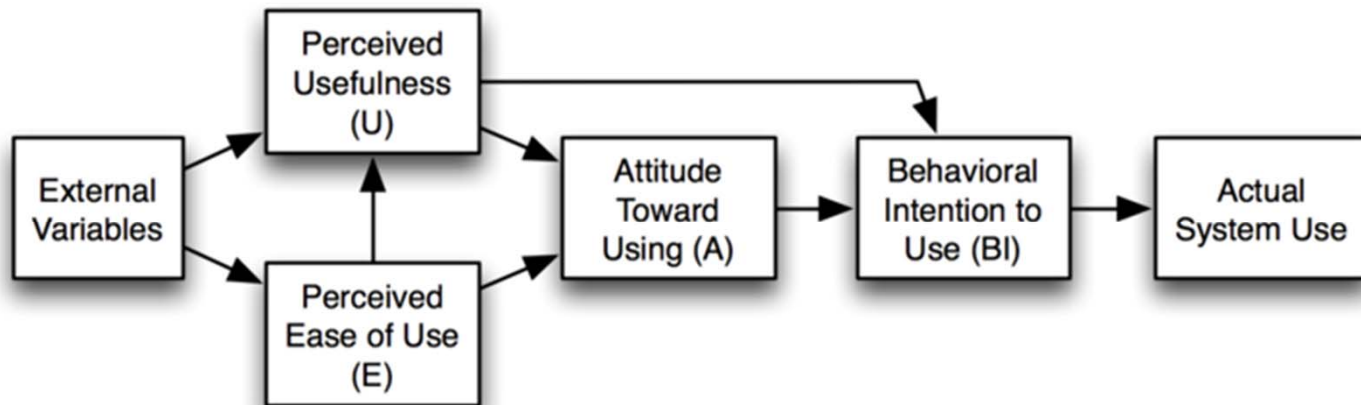 External
Variables
Perceived
Usefulness
(U)
Perceived
Ease of Use
(E)
Attitude
Toward
Using (A)
Behavioral
Intention to
Use (BI)
Actual
System Use